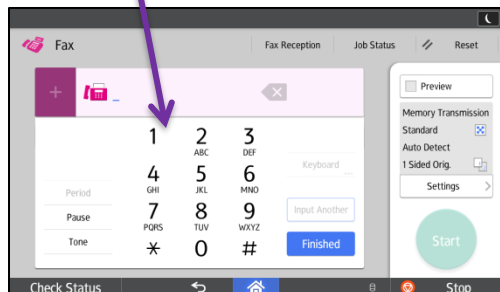 Fax
Fax Reception
Job Status
Reset
+
_
Preview
Memory Transmission
Standard
Auto Detect
1 Sided Orig.
Settings >
Start
1
2 ABC
3 DEF
Keyboard
4 GHI
5 JKL
6 MNO
Period
Pause
7 PQRS
8 TUV
9 WXYZ
Input Another
Tone
*
0
#
Finished
Check Status
Stop